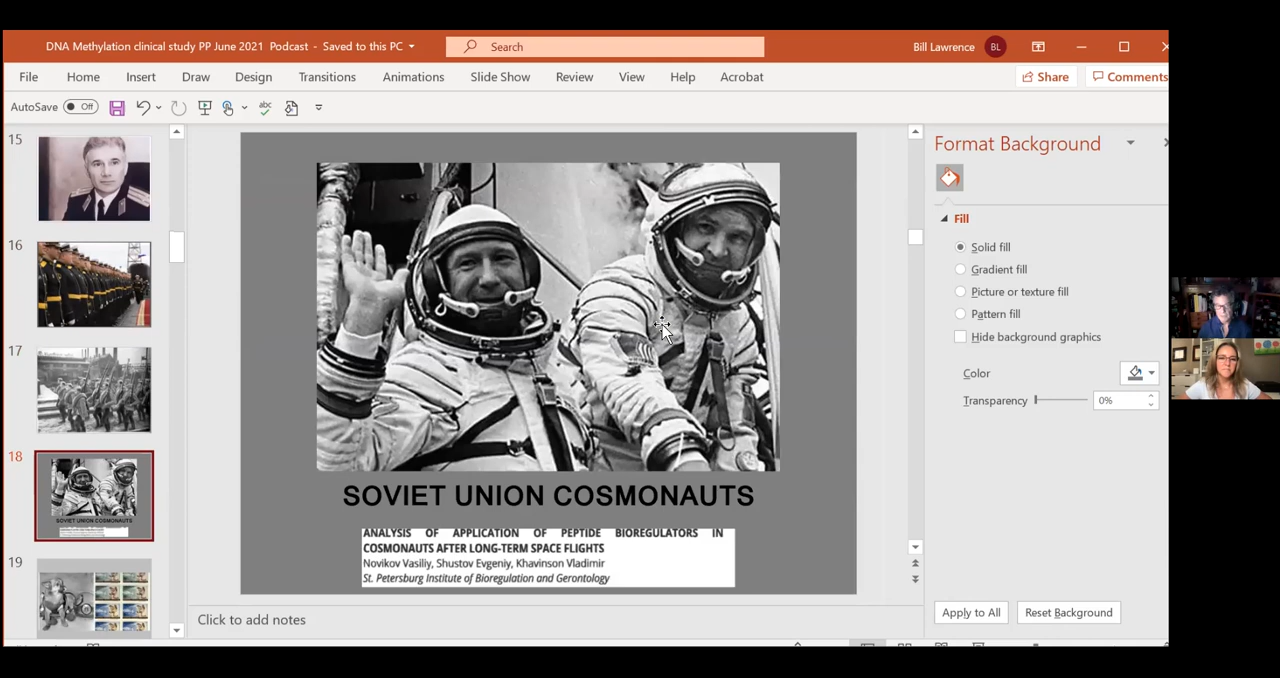 DNA Methylation clinical study PP June 2021 Podcast - Saved to this PC
Search
Bill Lawrence
BL
File Home Insert Draw Design Transitions Animations Slide Show Review View Help Acrobat
Share
Comments
AutoSave Off
abc
15
16
17
18
SOVIET UNION COSMONAUTS
19
SOVIET UNION COSMONAUTS
ANALYSIS OF APPLICATION OF PEPTIDE BIOREGULATORS IN
COSMONAUTS AFTER LONG-TERM SPACE FLIGHTS
Novikov Vasiliy, Shustov Evgeniy, Khavinson Vladimir
St. Petersburg Institute of Bioregulation and Gerontology
Click to add notes
Format Background
Fill
Solid fill
Gradient fill
Picture or texture fill
Pattern fill
Hide background graphics
Color
Transparency 0%
Apply to All
Reset Background